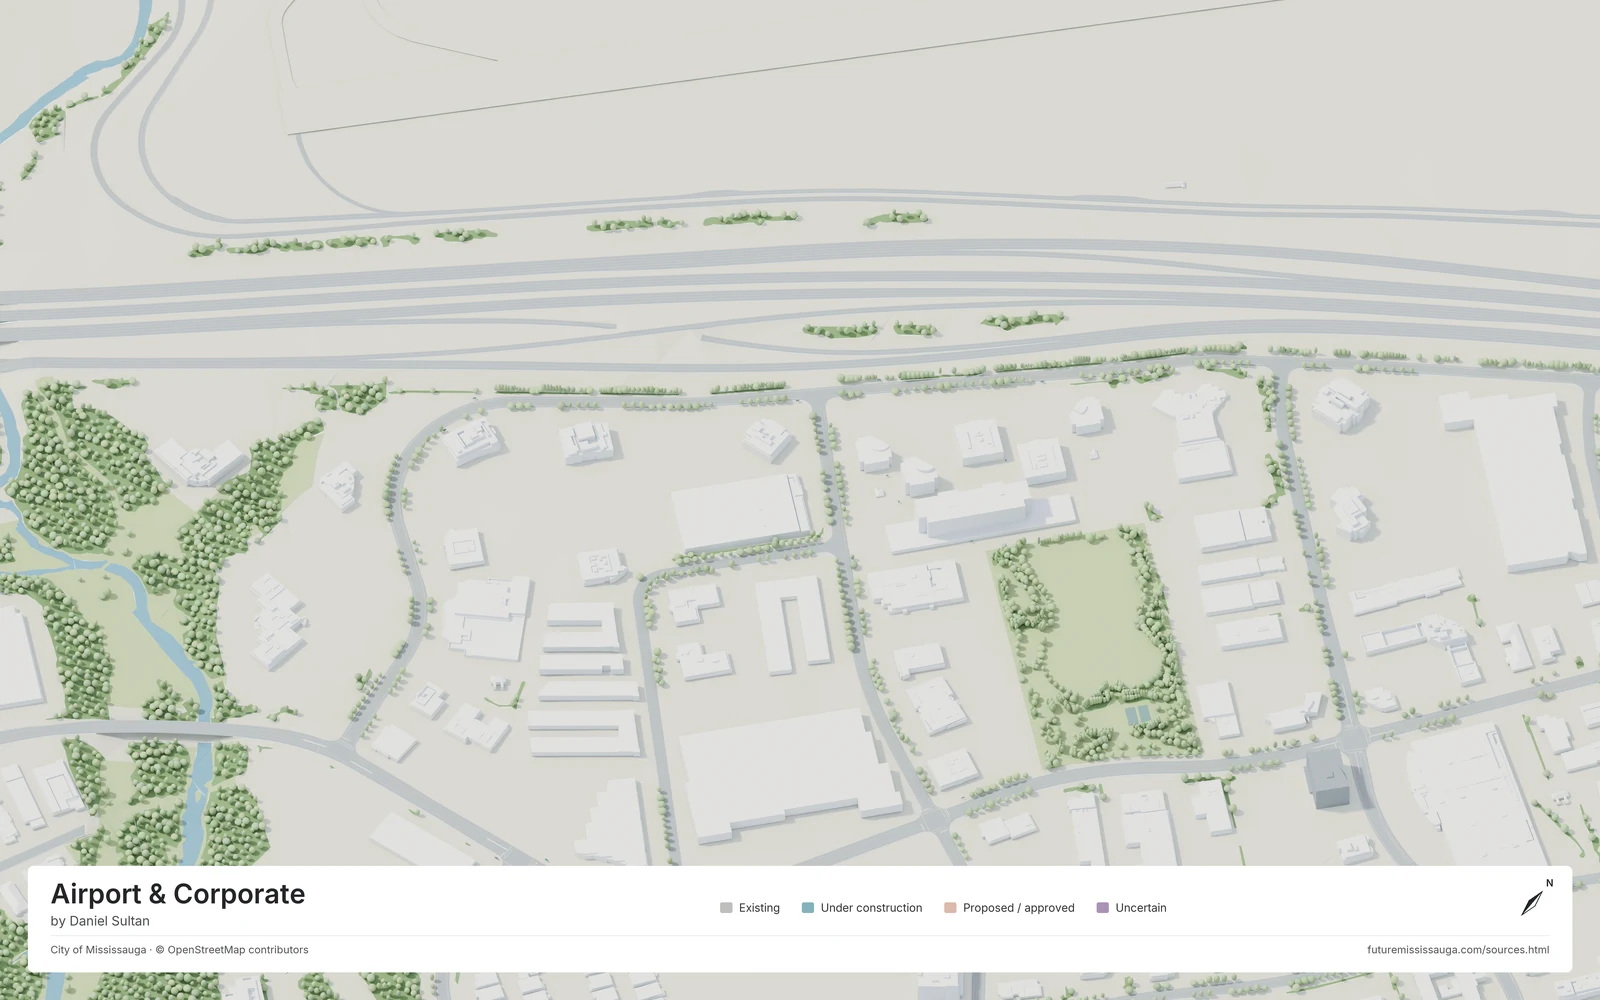 Airport & Corporate
by Daniel Sultan
Existing
Under construction
Proposed / approved
Uncertain
N
City of Mississauga · © OpenStreetMap contributors
futuremississauga.com/sources.html